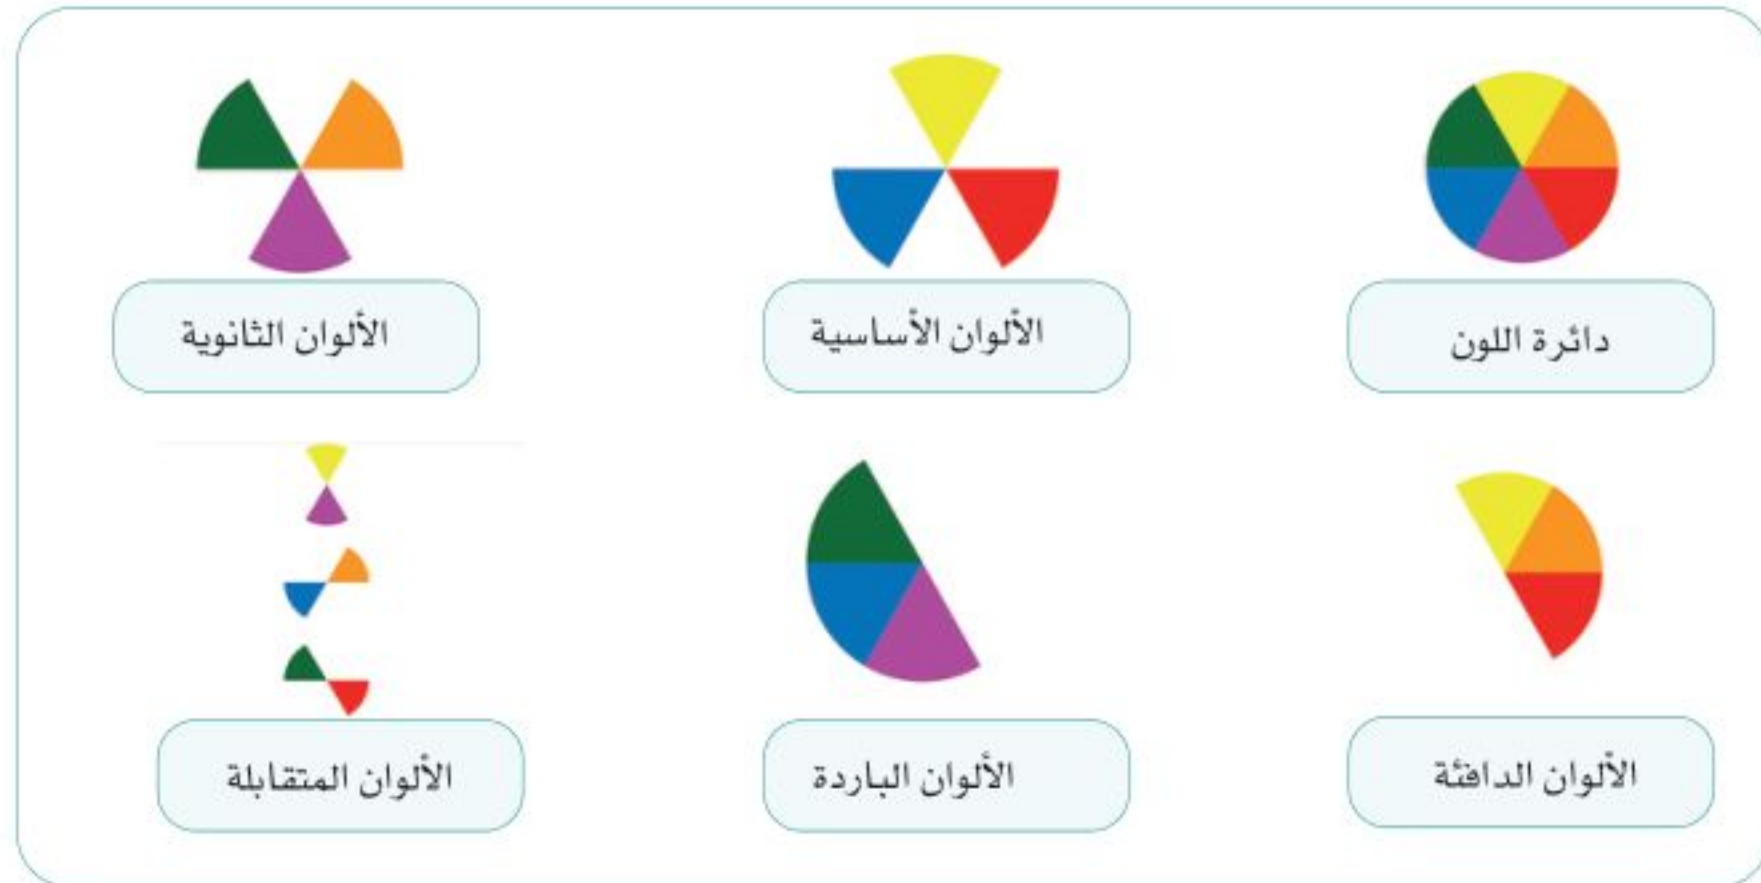 دائرة اللون
الألوان الأساسية
الألوان الثانوية
الألوان الدافئة
الألوان الباردة
الألوان المتقابلة